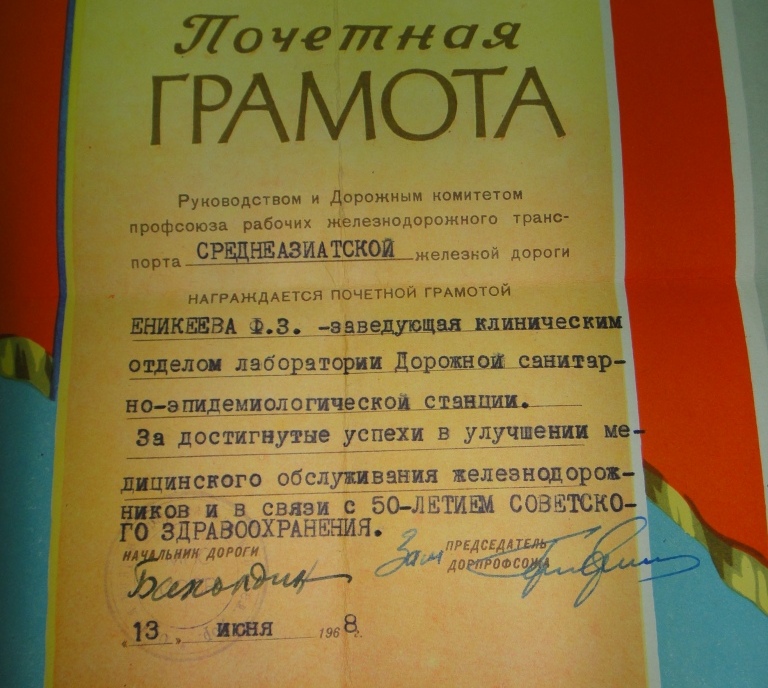 Почетная
ГРАМОТА
Руководством и Дорожным комитетом
профсоюза рабочих железнодорожного транс-
порта СРЕДНЕАЗИАТСКОЙ железной дороги
НАГРАЖДАЕТСЯ ПОЧЕТНОЙ ГРАМОТОЙ
ЕНИКЕЕВА Ф.З. -заведующая клиническим
отделом лаборатории Дорожной санитар-
но-эпидемиологической станции.
За достигнутые успехи в улучшении ме-
дицинского обслуживания железнодорож-
ников и в связи с 50-ЛЕТИЕМ СОВЕТСКО-
ГО ЗДРАВООХРАНЕНИЯ.
НАЧАЛЬНИК ДОРОГИ
Зам ПРЕДСЕДАТЕЛЬ
ДОРПРОФСОЖА
"13" ИЮНЯ 1968г.